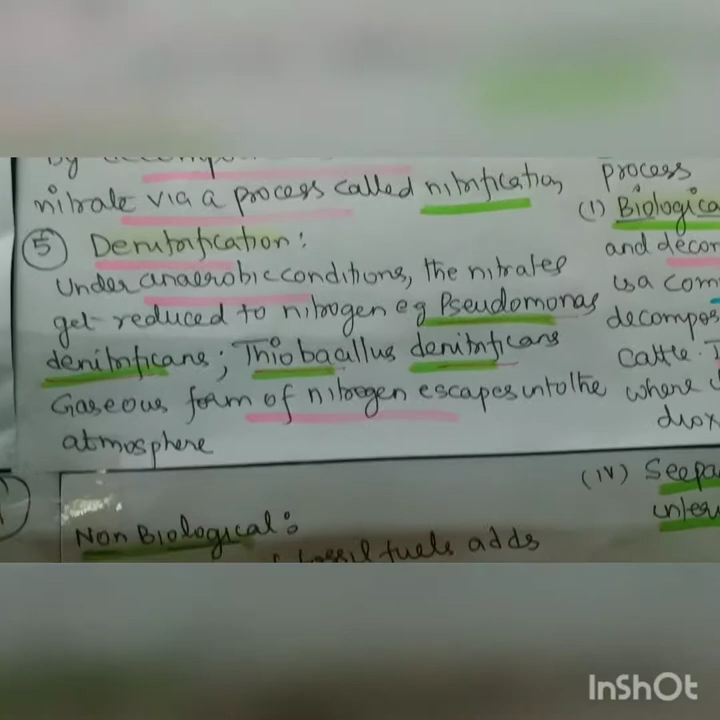 nitrate via a process called nitrification
(5) Denitrification:
Under anaerobic conditions, the nitrates
get reduced to nitrogen eg Pseudomonas
denitrificans; Thiobacillus denitrificans
Gaseous form of nitrogen escapes into the
atmosphere
Non Biological:
fossil fuels adds
process
(i) Biologica
and decom
is a com
decompos
cattle.
where
diox
(iv) Seepa
InShOt